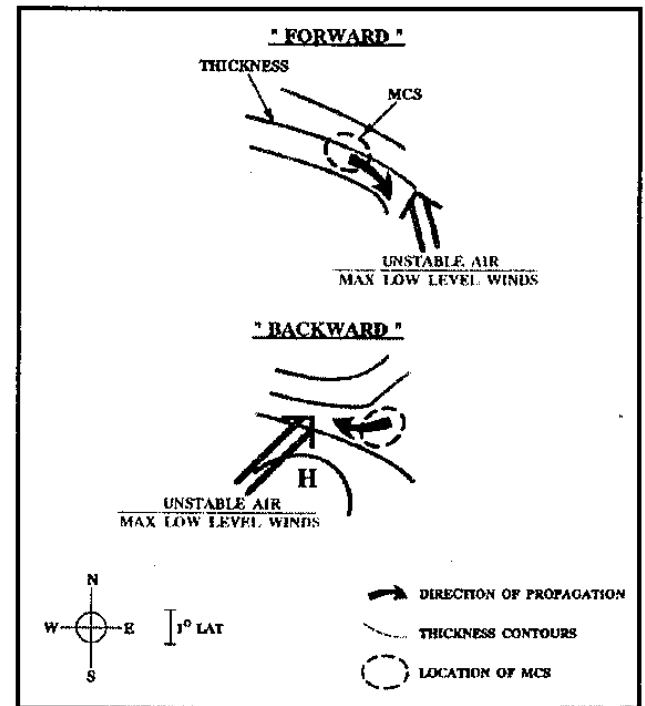 " FORWARD "
THICKNESS
MCS
UNSTABLE AIR
MAX LOW LEVEL WINDS
" BACKWARD "
H
UNSTABLE AIR
MAX LOW LEVEL WINDS
N
W E
S
1° LAT
DIRECTION OF PROPAGATION
THICKNESS CONTOURS
LOCATION OF MCS